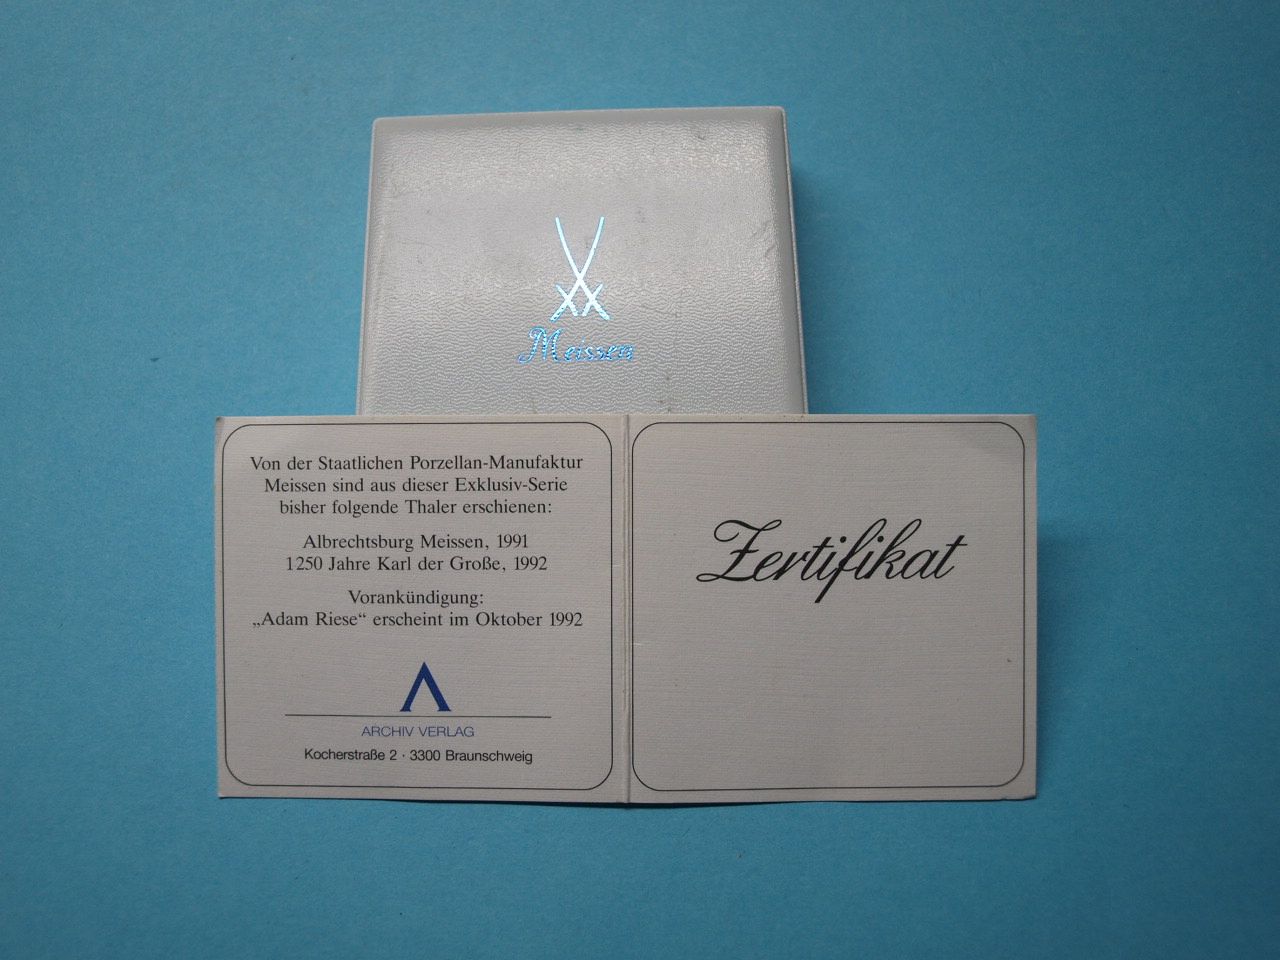 Meissen
Von der Staatlichen Porzellan-Manufaktur
Meissen sind aus dieser Exklusiv-Serie
bisher folgende Thaler erschienen:
Albrechtsburg Meissen, 1991
1250 Jahre Karl der Große, 1992
Vorankündigung:
„Adam Riese“ erscheint im Oktober 1992
ARCHIV VERLAG
Kocherstraße 2 · 3300 Braunschweig
Zertifikat